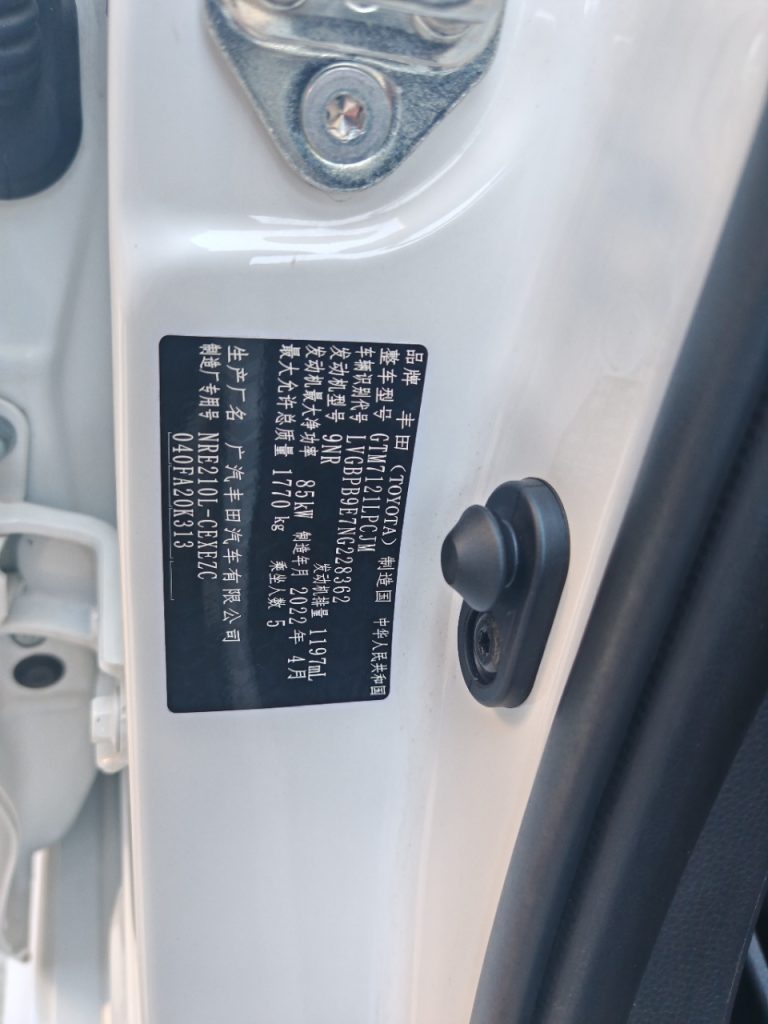 品牌 丰田(TOYOTA) 制造国 中华人民共和国
整车型号 GTM7121LPCJM
车辆识别代号 LVGBPB9E7NG228362
发动机型号 9NR 发动机排量 1197mL
发动机最大净功率 85kW 制造年月 2022年4月
最大允许总质量 1770kg 乘坐人数 5
生产厂名 广汽丰田汽车有限公司
制造厂专用号 NRE210L-CEXEZC
040FA20K313